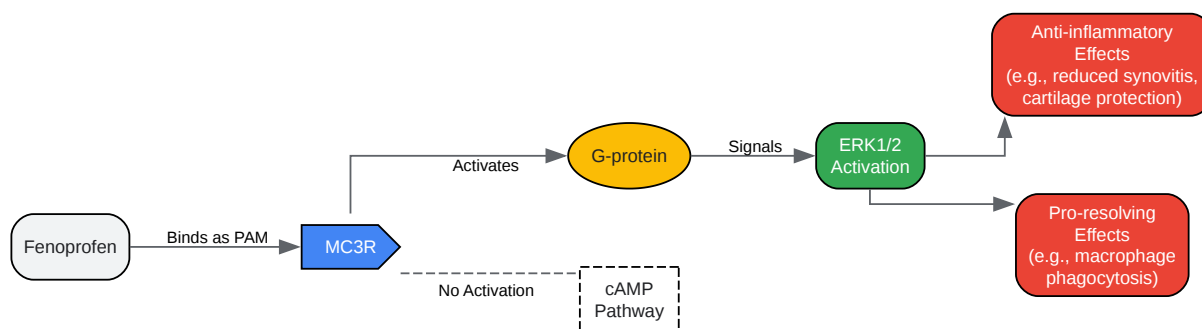 Fenoprofen
Binds as PAM
MC3R
Activates
No Activation
cAMP
Pathway
G-protein
Signals
ERK1/2
Activation
Anti-inflammatory
Effects
(e.g., reduced synovitis,
cartilage protection)
Pro-resolving
Effects
(e.g., macrophage
phagocytosis)